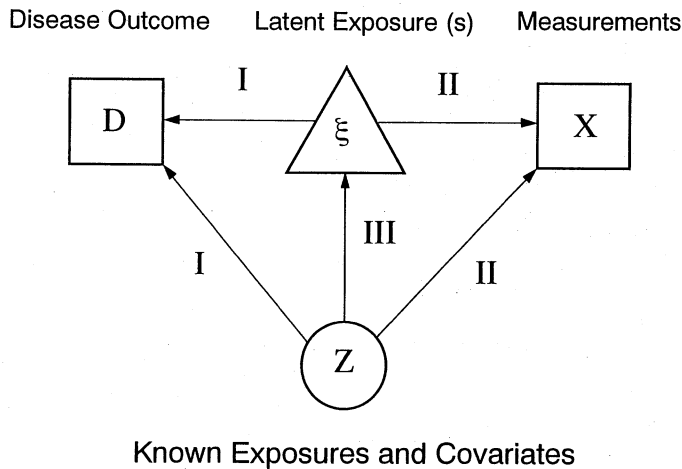 Disease Outcome
Latent Exposure (s)
Measurements
I
II
D
ξ
X
III
I
II
Z
Known Exposures and Covariates